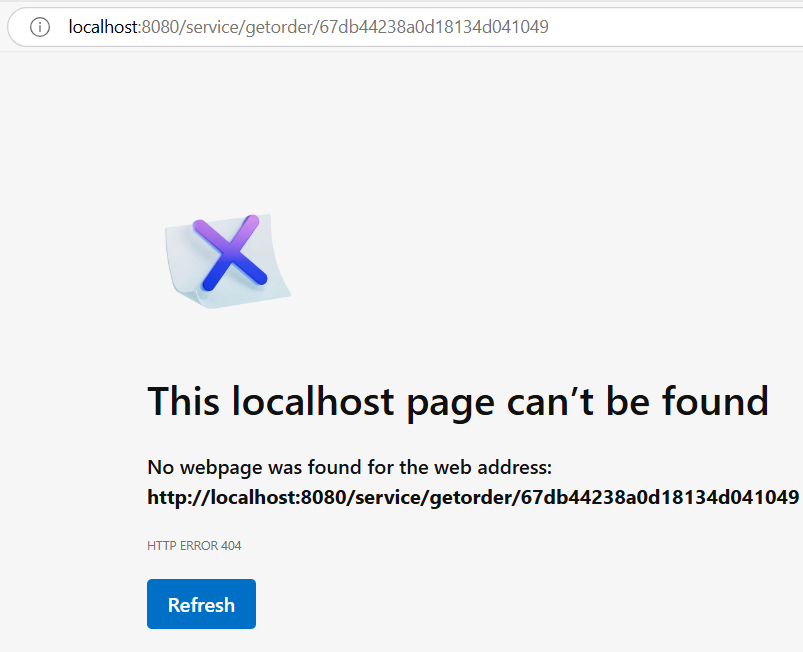 localhost:8080/service/getorder/67db44238a0d18134d041049
This localhost page can’t be found
No webpage was found for the web address:
http://localhost:8080/service/getorder/67db44238a0d18134d041049
HTTP ERROR 404
Refresh